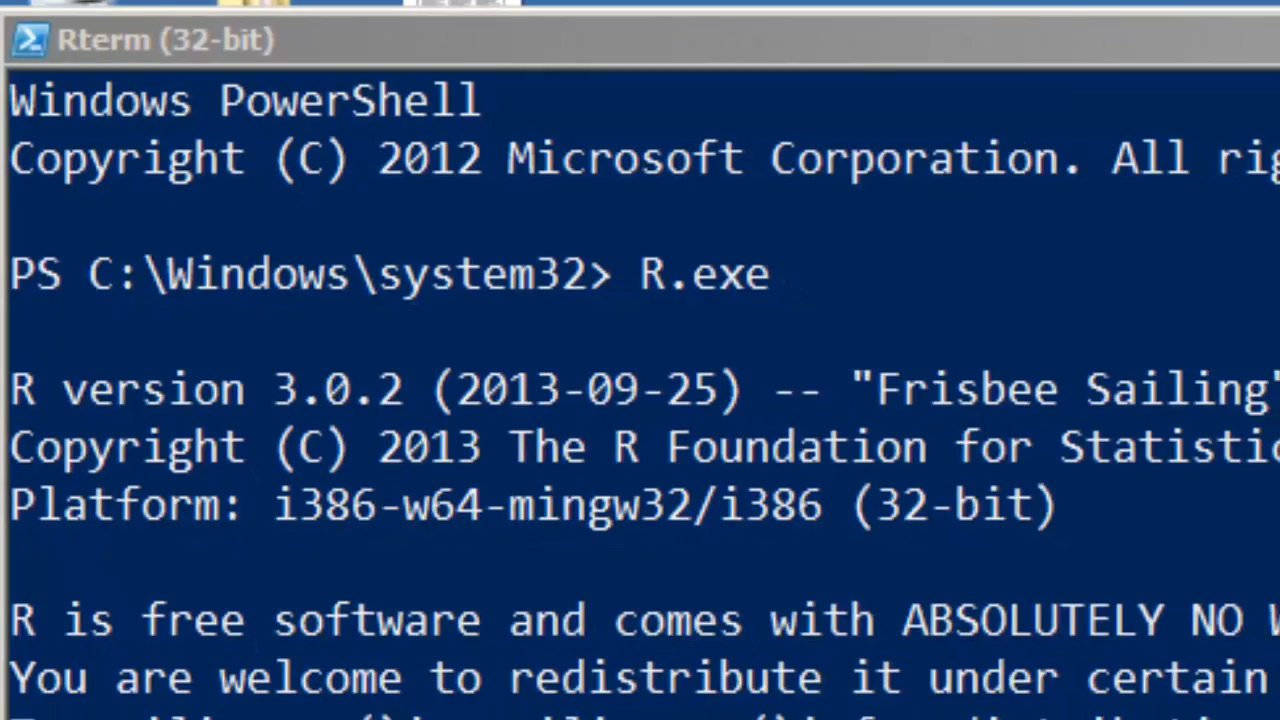 Rterm (32-bit)
Windows PowerShell
Copyright (C) 2012 Microsoft Corporation. All
PS C:\Windows\system32> R.exe
R version 3.0.2 (2013-09-25) -- "Frisbee Sailing"
Copyright (C) 2013 The R Foundation for
Platform: i386-w64-mingw32/i386 (32-bit)
R is free software and comes with ABSOLUTELY NO
You are welcome to redistribute it under certain